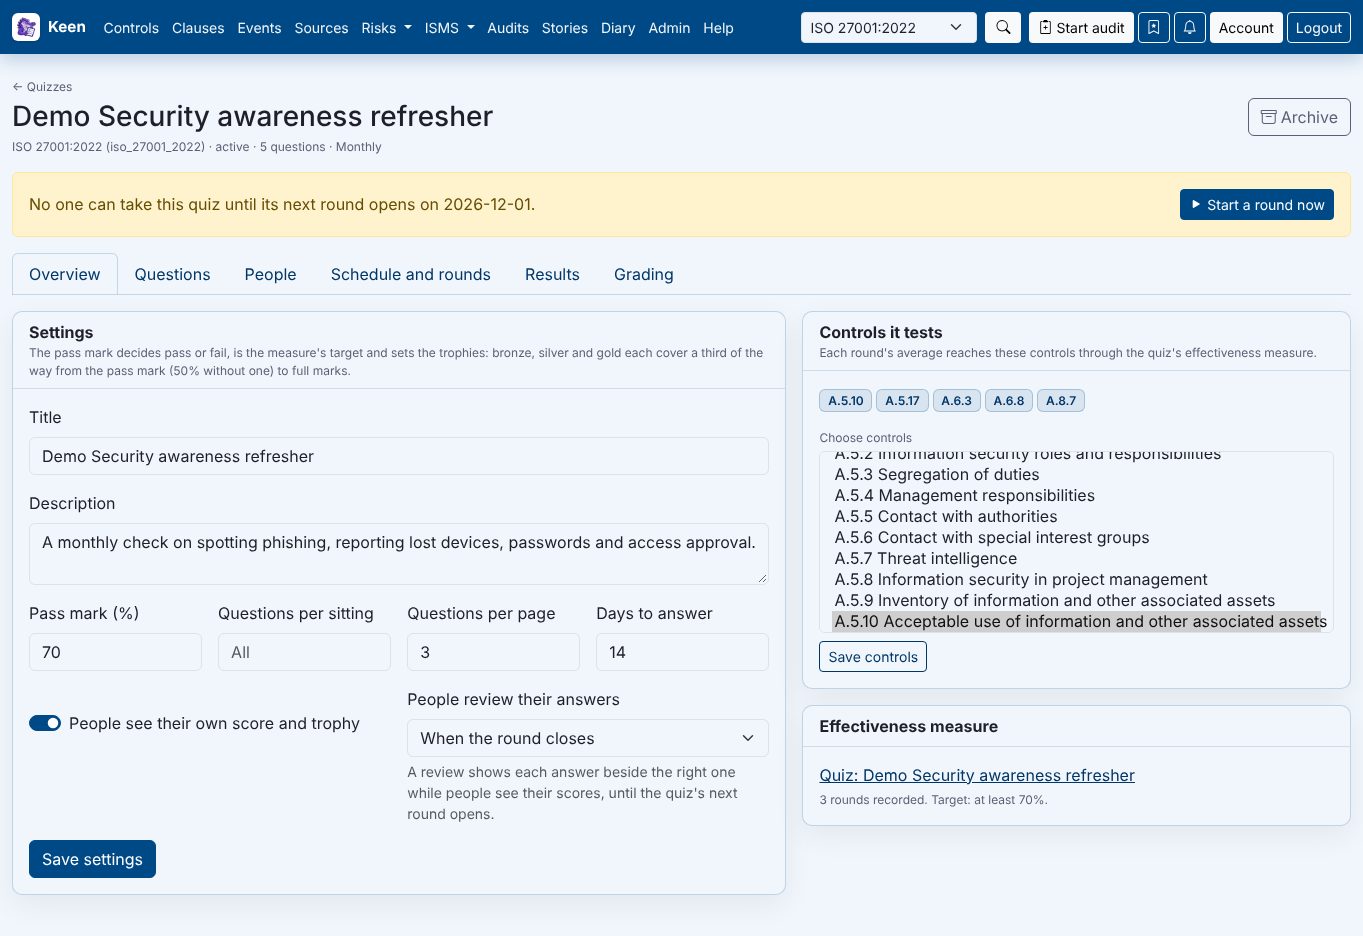 Keen
Controls
Clauses
Events
Sources
Risks
ISMS
Audits
Stories
Diary
Admin
Help
ISO 27001:2022
Start audit
Account
Logout
← Quizzes
Demo Security awareness refresher
Archive
ISO 27001:2022 (iso_27001_2022) · active · 5 questions · Monthly
No one can take this quiz until its next round opens on 2026-12-01.
Start a round now
Overview
Questions
People
Schedule and rounds
Results
Grading
Settings
The pass mark decides pass or fail, is the measure's target and sets the trophies: bronze, silver and gold each cover a third of the
way from the pass mark (50% without one) to full marks.
Title
Demo Security awareness refresher
Description
A monthly check on spotting phishing, reporting lost devices, passwords and access approval.
Pass mark (%)
Questions per sitting
Questions per page
Days to answer
70
All
3
14
People see their own score and trophy
People review their answers
When the round closes
A review shows each answer beside the right one
while people see their scores, until the quiz's next
round opens.
Save settings
Controls it tests
Each round's average reaches these controls through the quiz's effectiveness measure.
A.5.10
A.5.17
A.6.3
A.6.8
A.8.7
Choose controls
A.5.2 Information security roles and responsibilities
A.5.3 Segregation of duties
A.5.4 Management responsibilities
A.5.5 Contact with authorities
A.5.6 Contact with special interest groups
A.5.7 Threat intelligence
A.5.8 Information security in project management
A.5.9 Inventory of information and other associated assets
A.5.10 Acceptable use of information and other associated assets
Save controls
Effectiveness measure
Quiz: Demo Security awareness refresher
3 rounds recorded. Target: at least 70%.